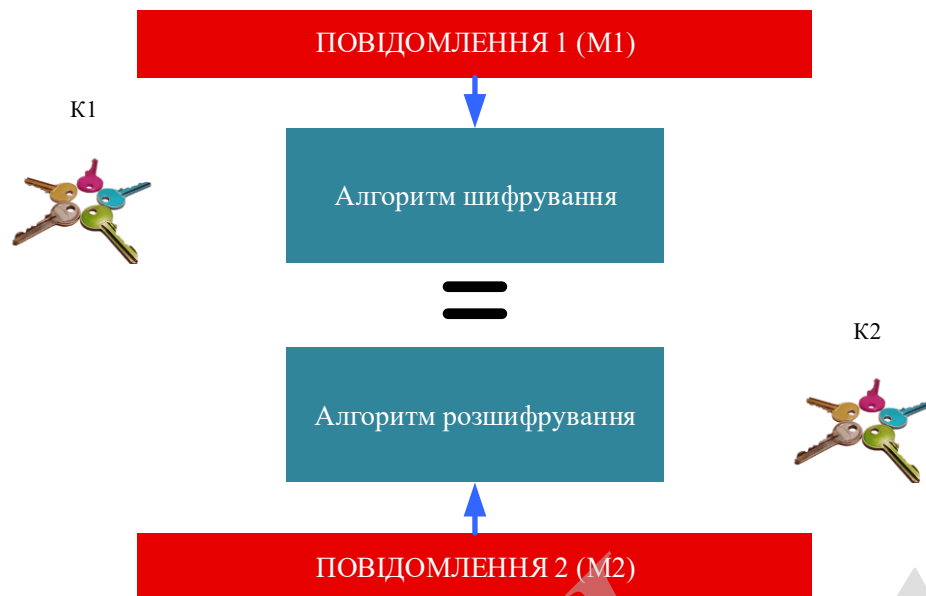 ПОВІДОМЛЕННЯ 1 (М1)
К1
Алгоритм шифрування
К2
Алгоритм розшифрування
ПОВІДОМЛЕННЯ 2 (М2)